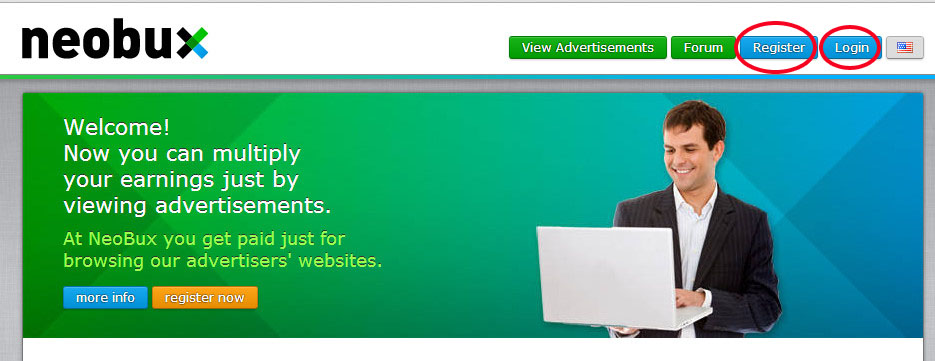 neobux
View Advertisements
Forum
Register
Login
Welcome!
Now you can multiply
your earnings just by
viewing advertisements.
At NeoBux you get paid just for
browsing our advertisers' websites.
more info
register now